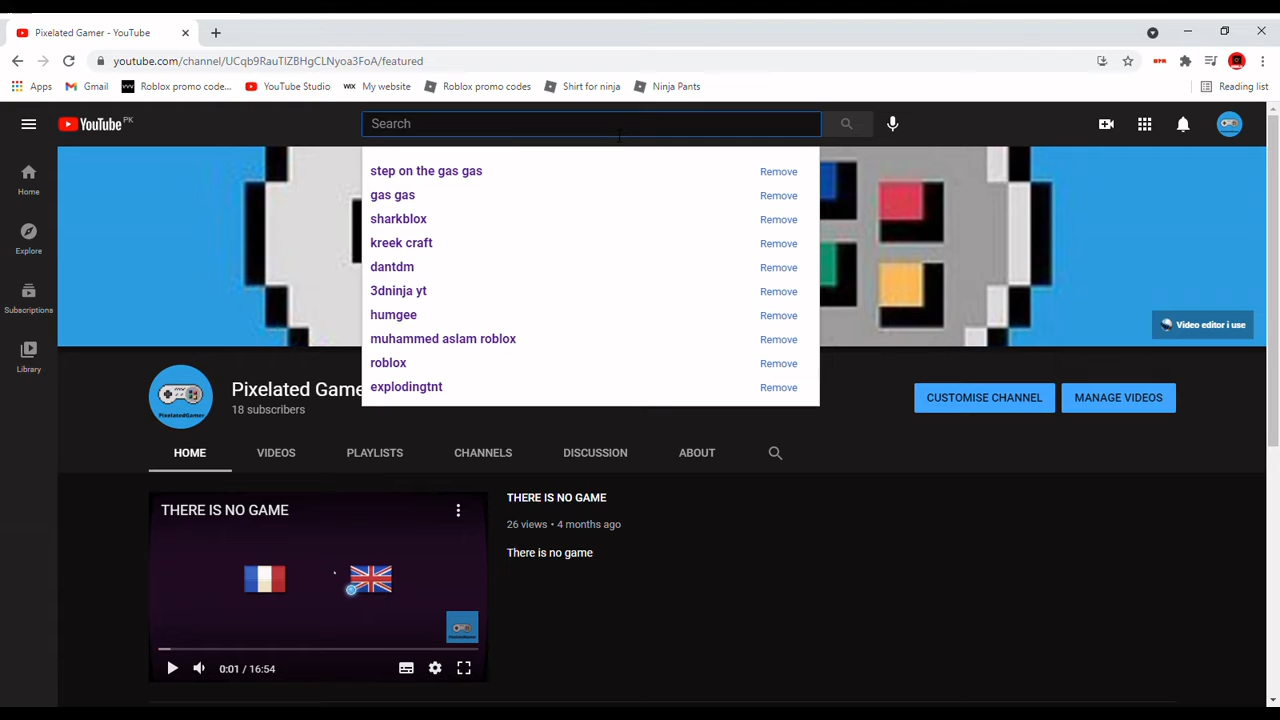 Pixelated Gamer - YouTube
youtube.com/channel/UCqb9RauTlZBHgCLNyoa3FoA/featured
Apps Gmail Roblox promo code... YouTube Studio My website Roblox promo codes Shirt for ninja Ninja Pants Reading list
YouTube PK Search
Home
Explore
Subscriptions
Library
step on the gas gas Remove
gas gas Remove
sharkblox Remove
kreek craft Remove
dantdm Remove
3dninja yt Remove
humgee Remove
muhammed aslam roblox Remove
roblox Remove
explodingtnt Remove
Video editor i use
PixelatedGamer
Pixelated Game
18 subscribers
CUSTOMISE CHANNEL MANAGE VIDEOS
HOME VIDEOS PLAYLISTS CHANNELS DISCUSSION ABOUT
THERE IS NO GAME
0:01 / 16:54
THERE IS NO GAME
26 views • 4 months ago
There is no game